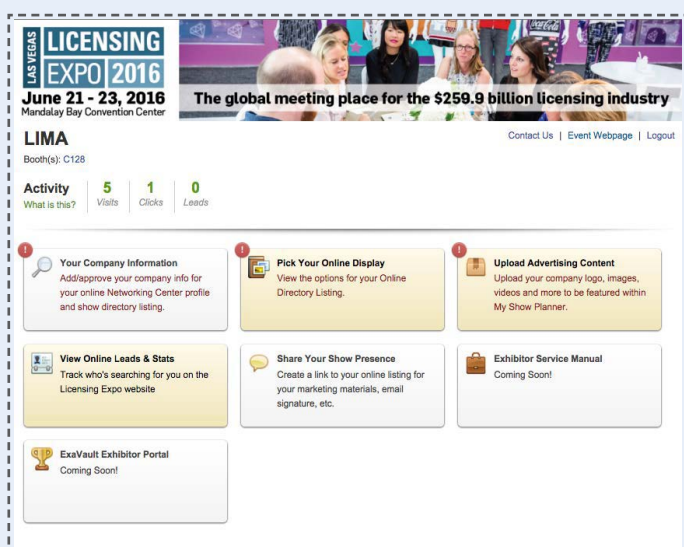 LAS VEGAS
LICENSING
EXPO 2016
June 21 - 23, 2016
Mandalay Bay Convention Center
The global meeting place for the $259.9 billion licensing industry
LIMA
Contact Us | Event Webpage | Logout
Booth(s): C128
Activity
What is this?
5
Visits
1
Clicks
0
Leads
!
Your Company Information
Add/approve your company info for
your online Networking Center profile
and show directory listing.
!
Pick Your Online Display
View the options for your Online
Directory Listing.
!
Upload Advertising Content
Upload your company logo, images,
videos and more to be featured within
My Show Planner.
View Online Leads & Stats
Track who's searching for you on the
Licensing Expo website
Share Your Show Presence
Create a link to your online listing for
your marketing materials, email
signature, etc.
Exhibitor Service Manual
Coming Soon!
ExaVault Exhibitor Portal
Coming Soon!